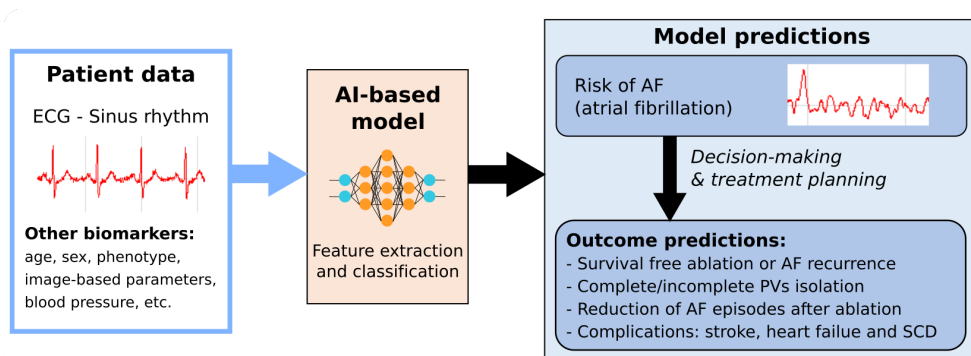 Patient data
ECG - Sinus rhythm
Other biomarkers:
age, sex, phenotype,
image-based parameters,
blood pressure, etc.
AI-based
model
Feature extraction
and classification
Model predictions
Risk of AF
(atrial fibrillation)
Decision-making
& treatment planning
Outcome predictions:
- Survival free ablation or AF recurrence
- Complete/incomplete PVs isolation
- Reduction of AF episodes after ablation
- Complications: stroke, heart failue and SCD